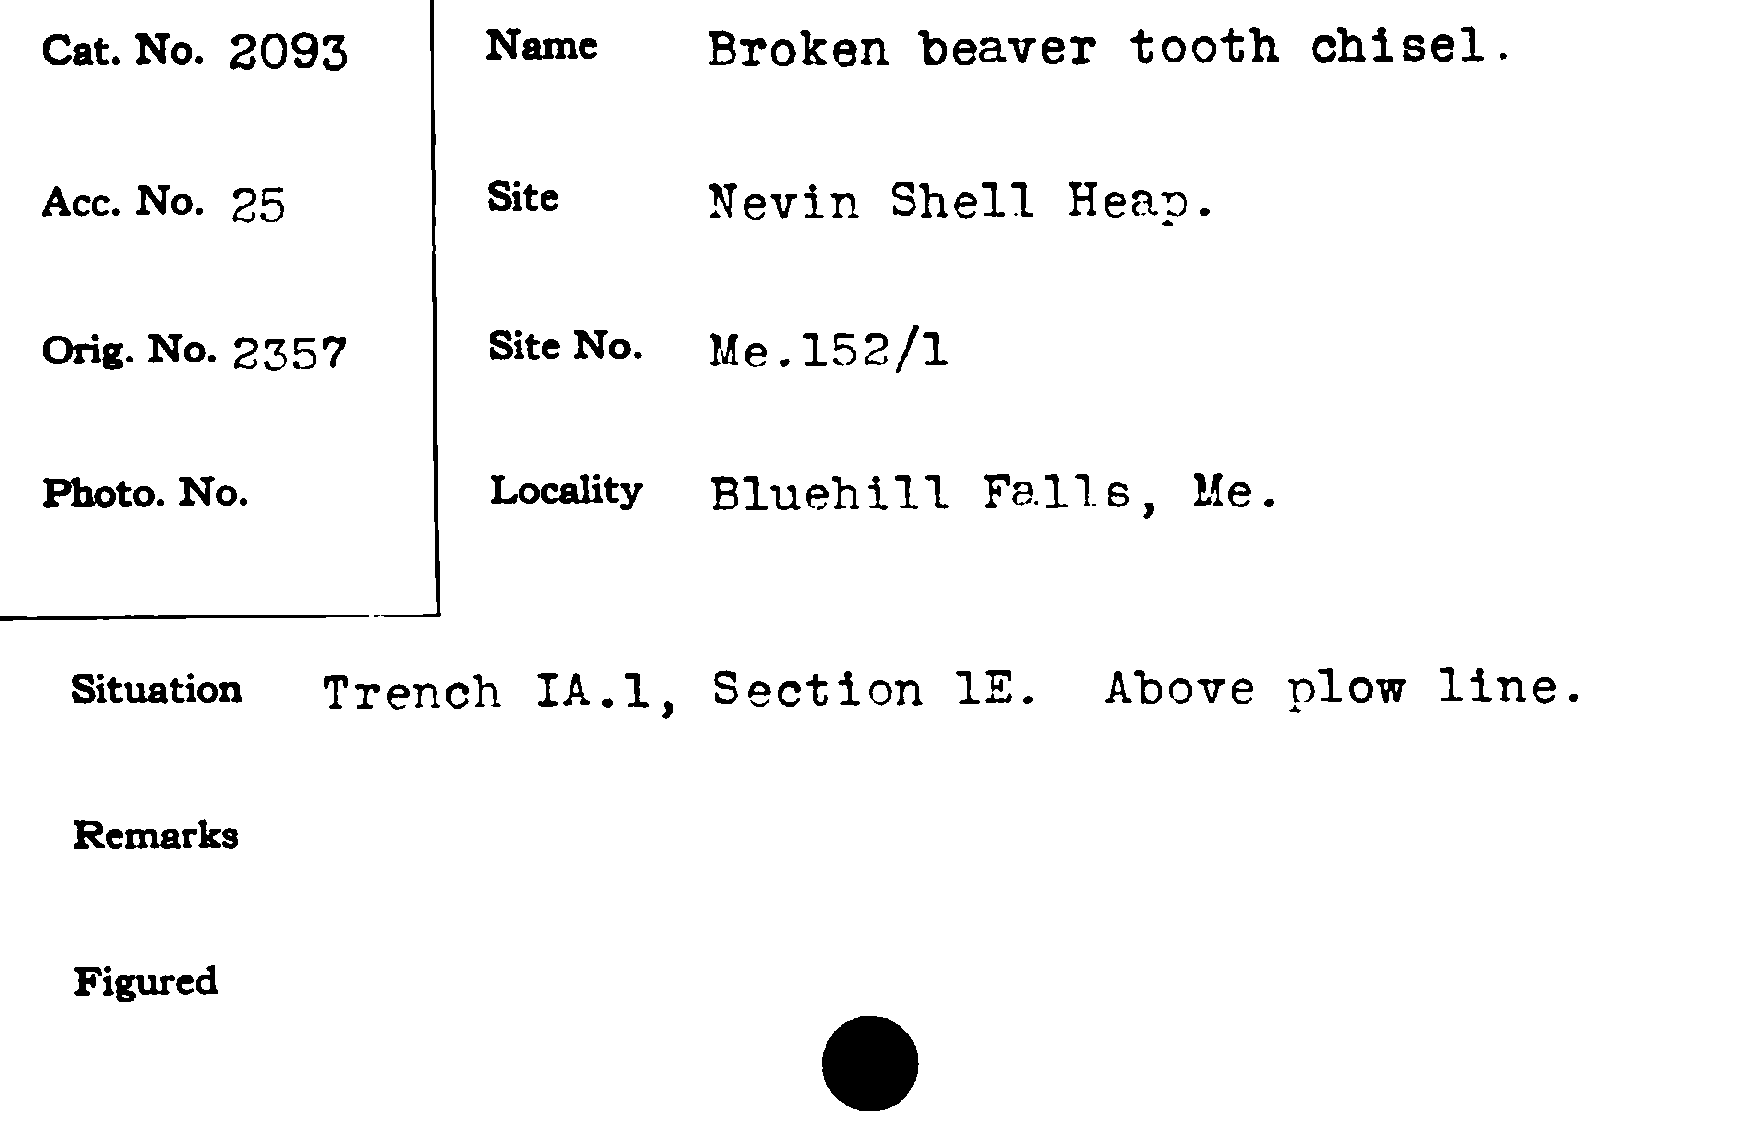 Cat. No. 2093
Name Broken beaver tooth chisel.
Acc. No. 25
Site Nevin Shell Heap.
Orig. No. 2357
Site No. Me.152/1
Photo. No.
Locality Bluehill Falls, Me.
Situation Trench IA.1, Section 1E. Above plow line.
Remarks
Figured